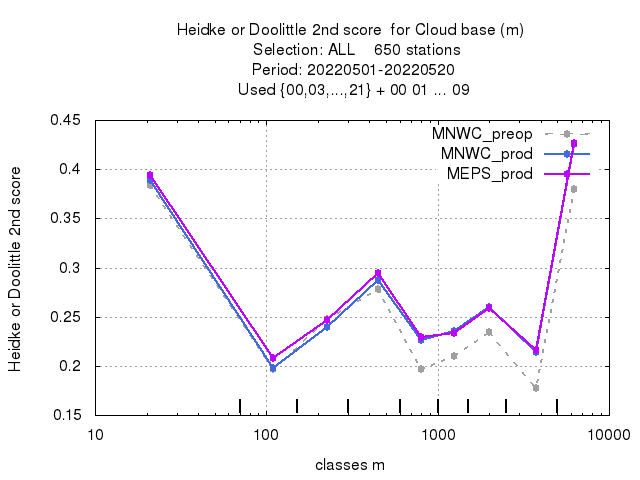 Heidke or Doolittle 2nd score  for Cloud base (m)
Selection: ALL    650 stations
Period: 20220501-20220520
Used {00,03,...,21} + 00 01 ... 09
MNWC_preop
MNWC_prod
MEPS_prod
0.45
0.4
0.35
0.3
0.25
0.2
0.15
Heidke or Doolittle 2nd score
10
100
1000
10000
classes m